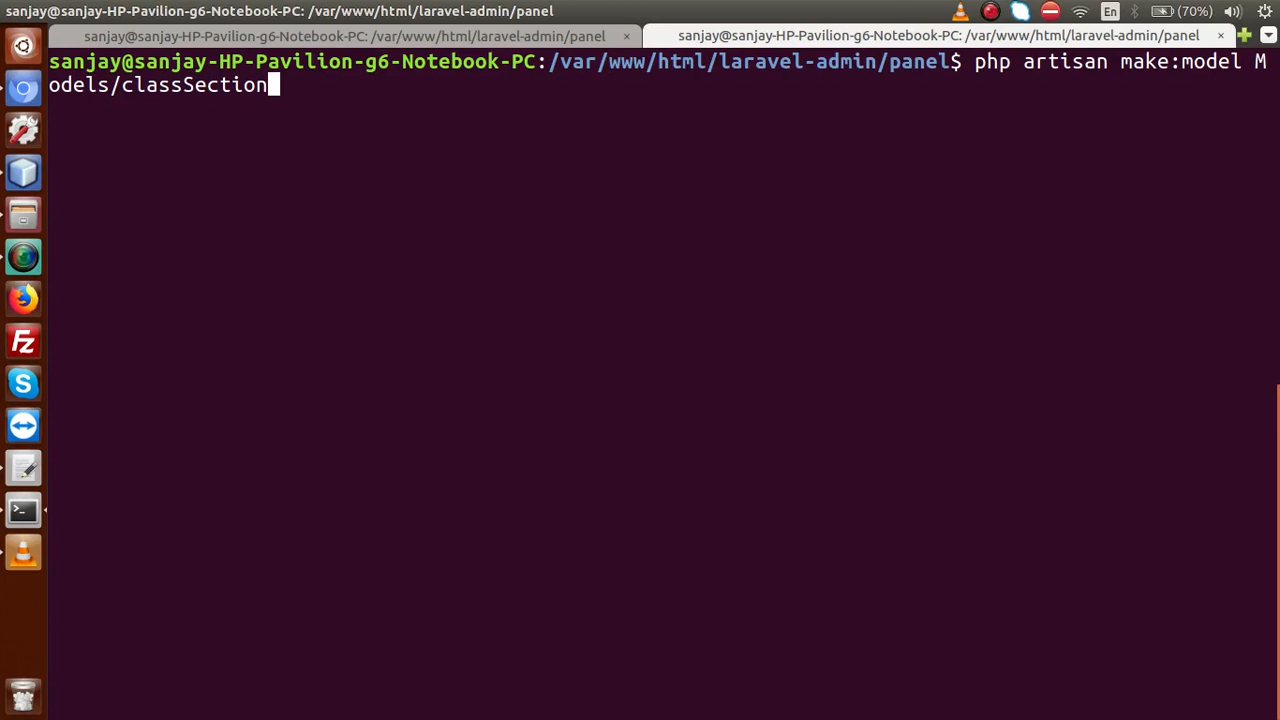 sanjay@sanjay-HP-Pavilion-g6-Notebook-PC: /var/www/html/laravel-admin/panel
En
(70%)
sanjay@sanjay-HP-Pavilion-g6-Notebook-PC: /var/www/html/laravel-admin/panel ×
sanjay@sanjay-HP-Pavilion-g6-Notebook-PC: /var/www/html/laravel-admin/panel ×
sanjay@sanjay-HP-Pavilion-g6-Notebook-PC:/var/www/html/laravel-admin/panel$ php artisan make:model M
odels/classSection
Fz
S
>_